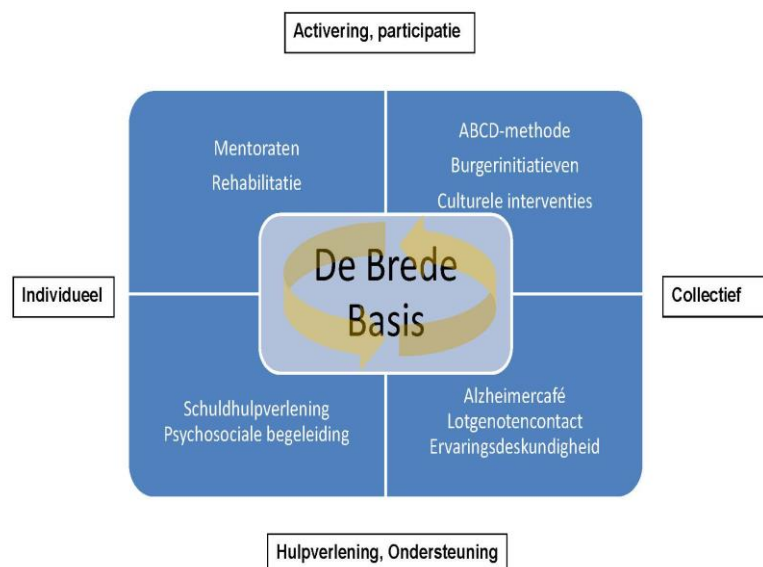 Activering, participatie
Mentoraten
Rehabilitatie
ABCD-methode
Burgerinitiatieven
Culturele interventies
Individueel
De Brede
Basis
Collectief
Schuldhulpverlening
Psychosociale begeleiding
Alzheimercafé
Lotgenotencontact
Ervaringsdeskundigheid
Hulpverlening, Ondersteuning